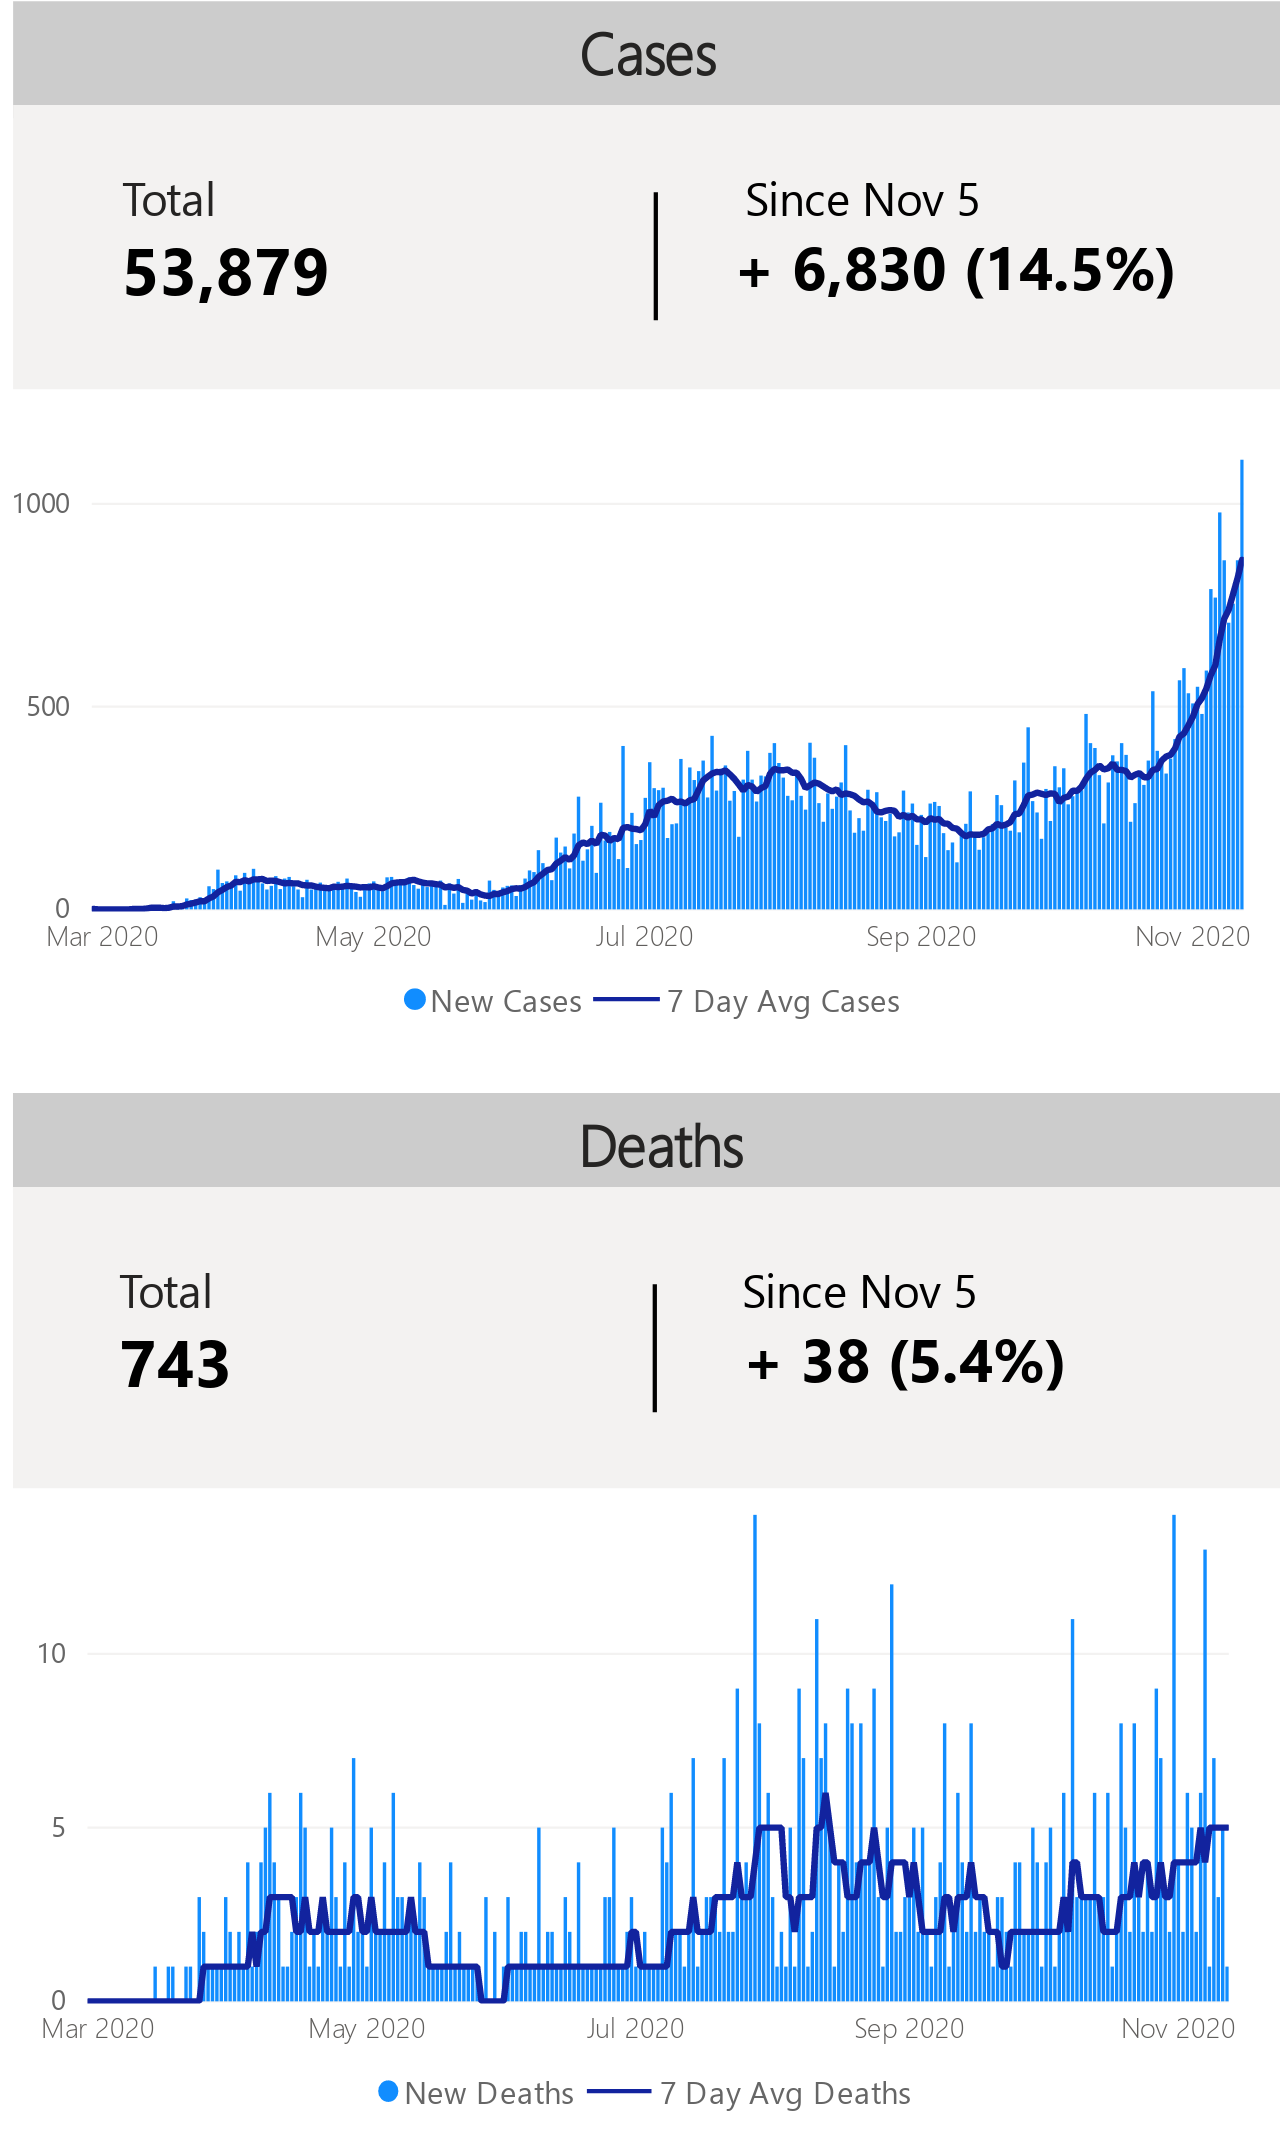 Cases
Total
Since Nov 5
53,879
+ 6,830 (14.5%)
1000
500
0
Mar 2020
May 2020
Jul 2020
Sep 2020
Nov 2020
New Cases
7 Day Avg Cases
Deaths
Total
Since Nov 5
743
+ 38 (5.4%)
10
5
0
Mar 2020
May 2020
Jul 2020
Sep 2020
Nov 2020
New Deaths
7 Day Avg Deaths